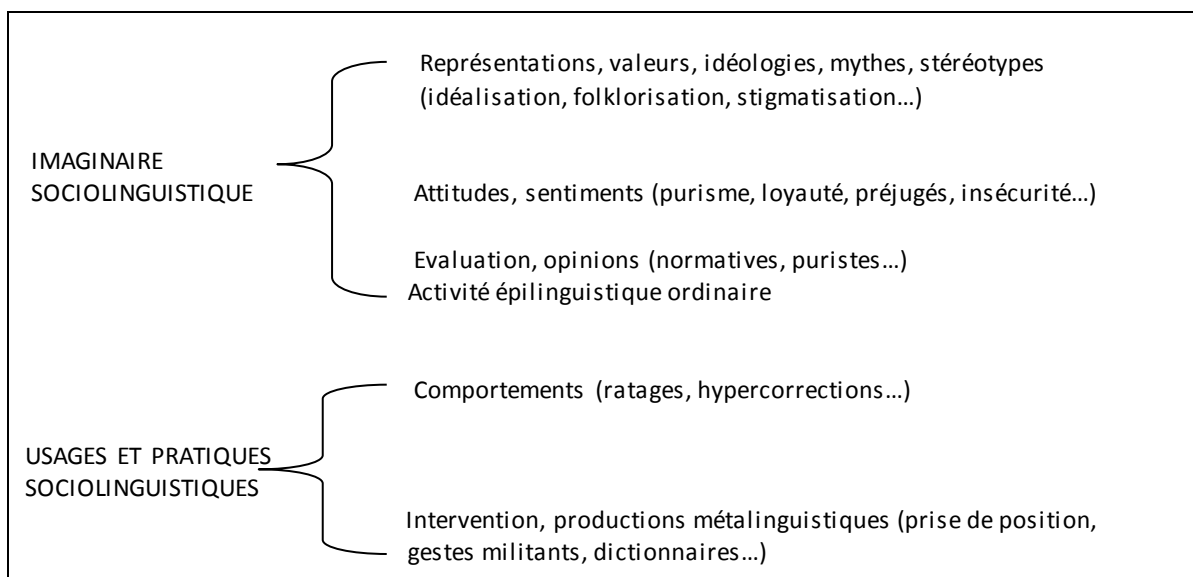 Représentations, valeurs, idéologies, mythes, stéréotypes
(idéalisation, folklorisation, stigmatisation…)
IMAGINAIRE
SOCIOLINGUISTIQUE
Attitudes, sentiments (purisme, loyauté, préjugés, insécurité…)
Evaluation, opinions (normatives, puristes…)
Activité épilinguistique ordinaire
Comportements (ratages, hypercorrections…)
USAGES ET PRATIQUES
SOCIOLINGUISTIQUES
Intervention, productions métalinguistiques (prise de position,
gestes militants, dictionnaires…)